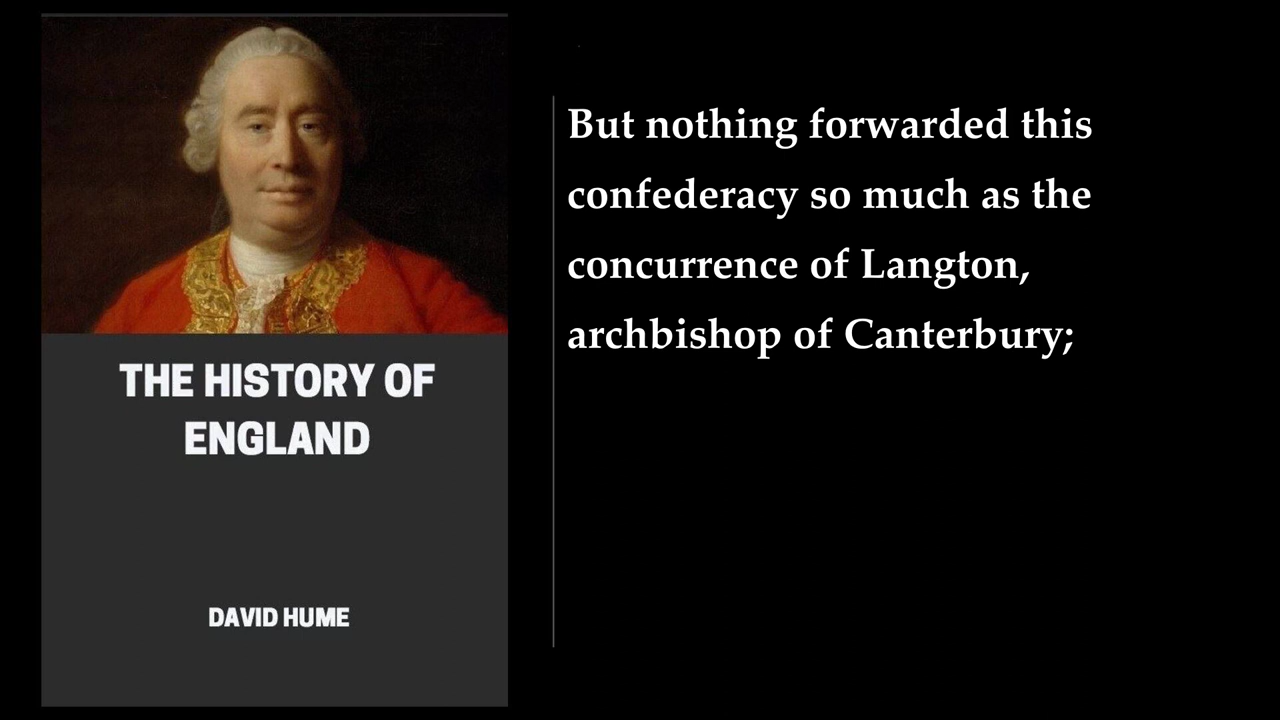 THE HISTORY OF
ENGLAND
DAVID HUME
But nothing forwarded this
confederacy so much as the
concurrence of Langton,
archbishop of Canterbury;